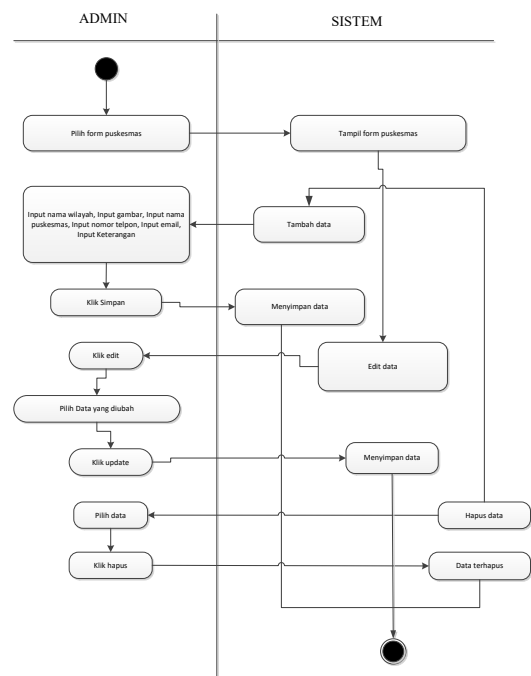 ADMIN
SISTEM
Pilih form puskesmas
Tampil form puskesmas
Input nama wilayah, Input gambar, Input nama
puskesmas, Input nomor telpon, Input email,
Input Keterangan
Tambah data
Klik Simpan
Menyimpan data
Klik edit
Edit data
Pilih Data yang diubah
Klik update
Menyimpan data
Pilih data
Hapus data
Klik hapus
Data terhapus